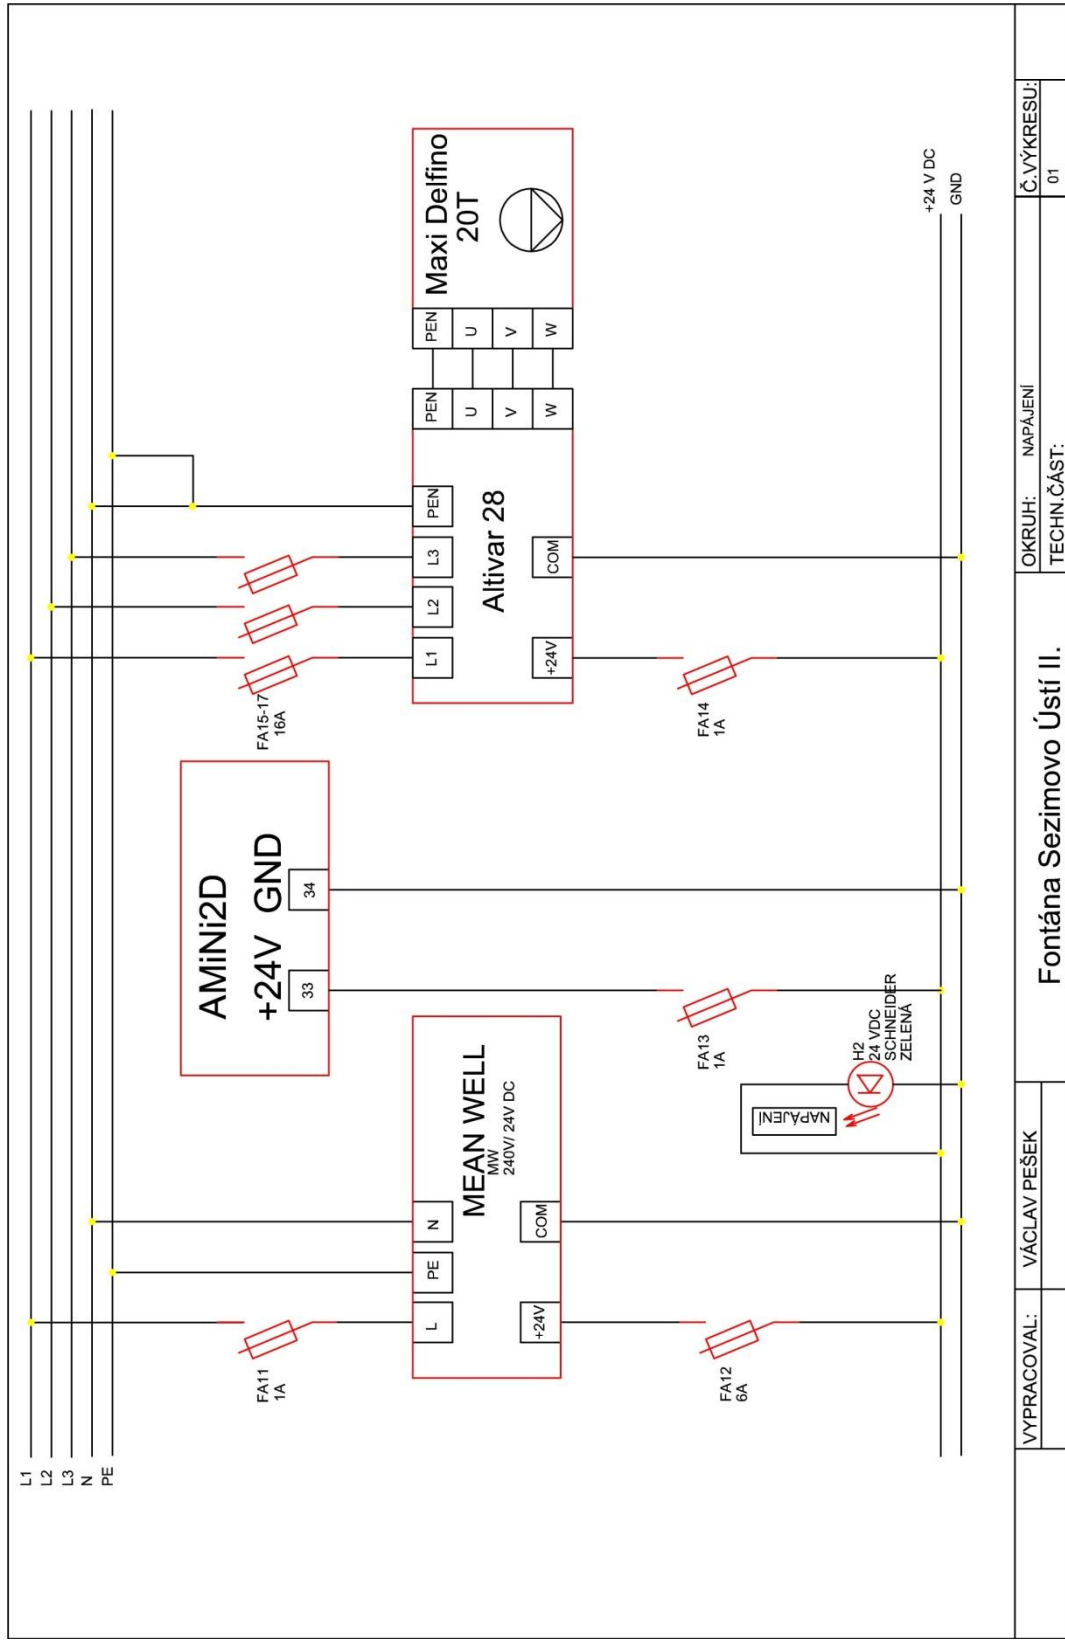 L1
L2
L3
N
PE
FA11
1A
L
PE
N
MEAN WELL
MW
240V/ 24V DC
+24V
COM
FA12
6A
AMiNi2D
+24V GND
33
34
FA13
1A
NAPÁJENÍ
H2
24 VDC
SCHNEIDER
ZELENÁ
FA15-17
16A
L1
L2
L3
PEN
Altivar 28
+24V
COM
PEN
U
V
W
PEN
U
V
W
Maxi Delfino
20T
FA14
1A
+24 V DC
GND
VYPRACOVAL:
VÁCLAV PEŠEK
Fontána Sezimovo Ústí II.
OKRUH: NAPÁJENÍ
TECHN.ČÁST:
Č.VÝKRESU:
01